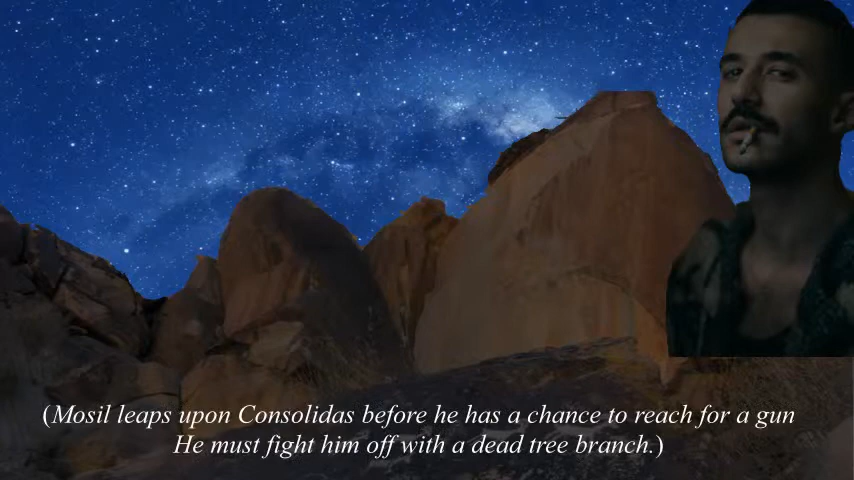 (Mosil leaps upon Consolidas before he has a chance to reach for a gun
He must fight him off with a dead tree branch.)